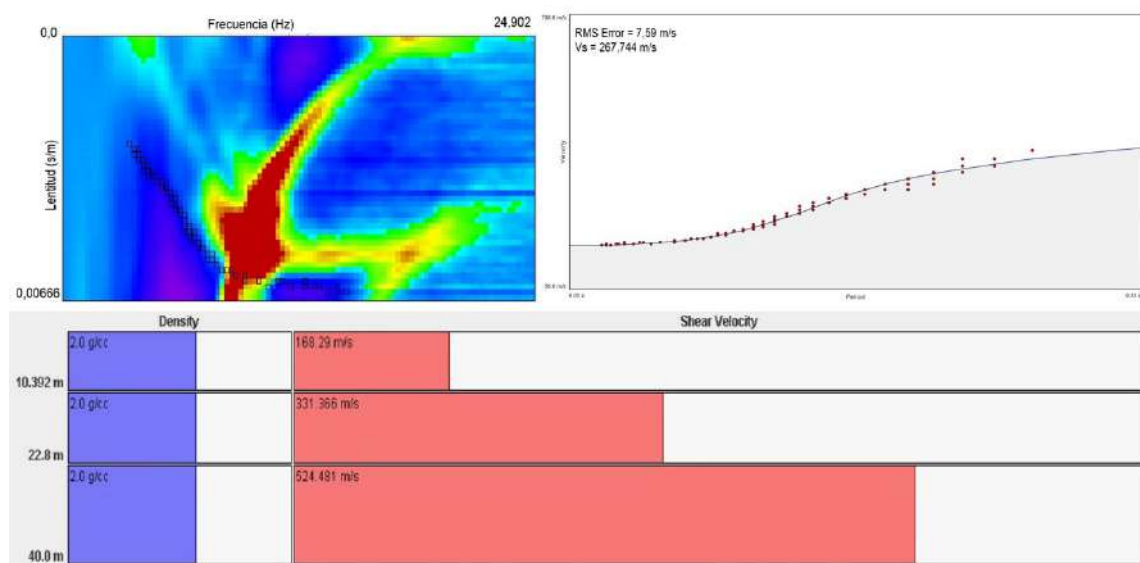 Frecuencia (Hz)
24,902
0,0
Lentitud (s/m)
0,00666
RMS Error = 7,59 m/s
Vs = 267,744 m/s
Velocity
Period
Density
Shear Velocity
2.0 g/cc
168.29 m/s
10.392 m
2.0 g/cc
331.366 m/s
22.8 m
2.0 g/cc
524.481 m/s
40.0 m